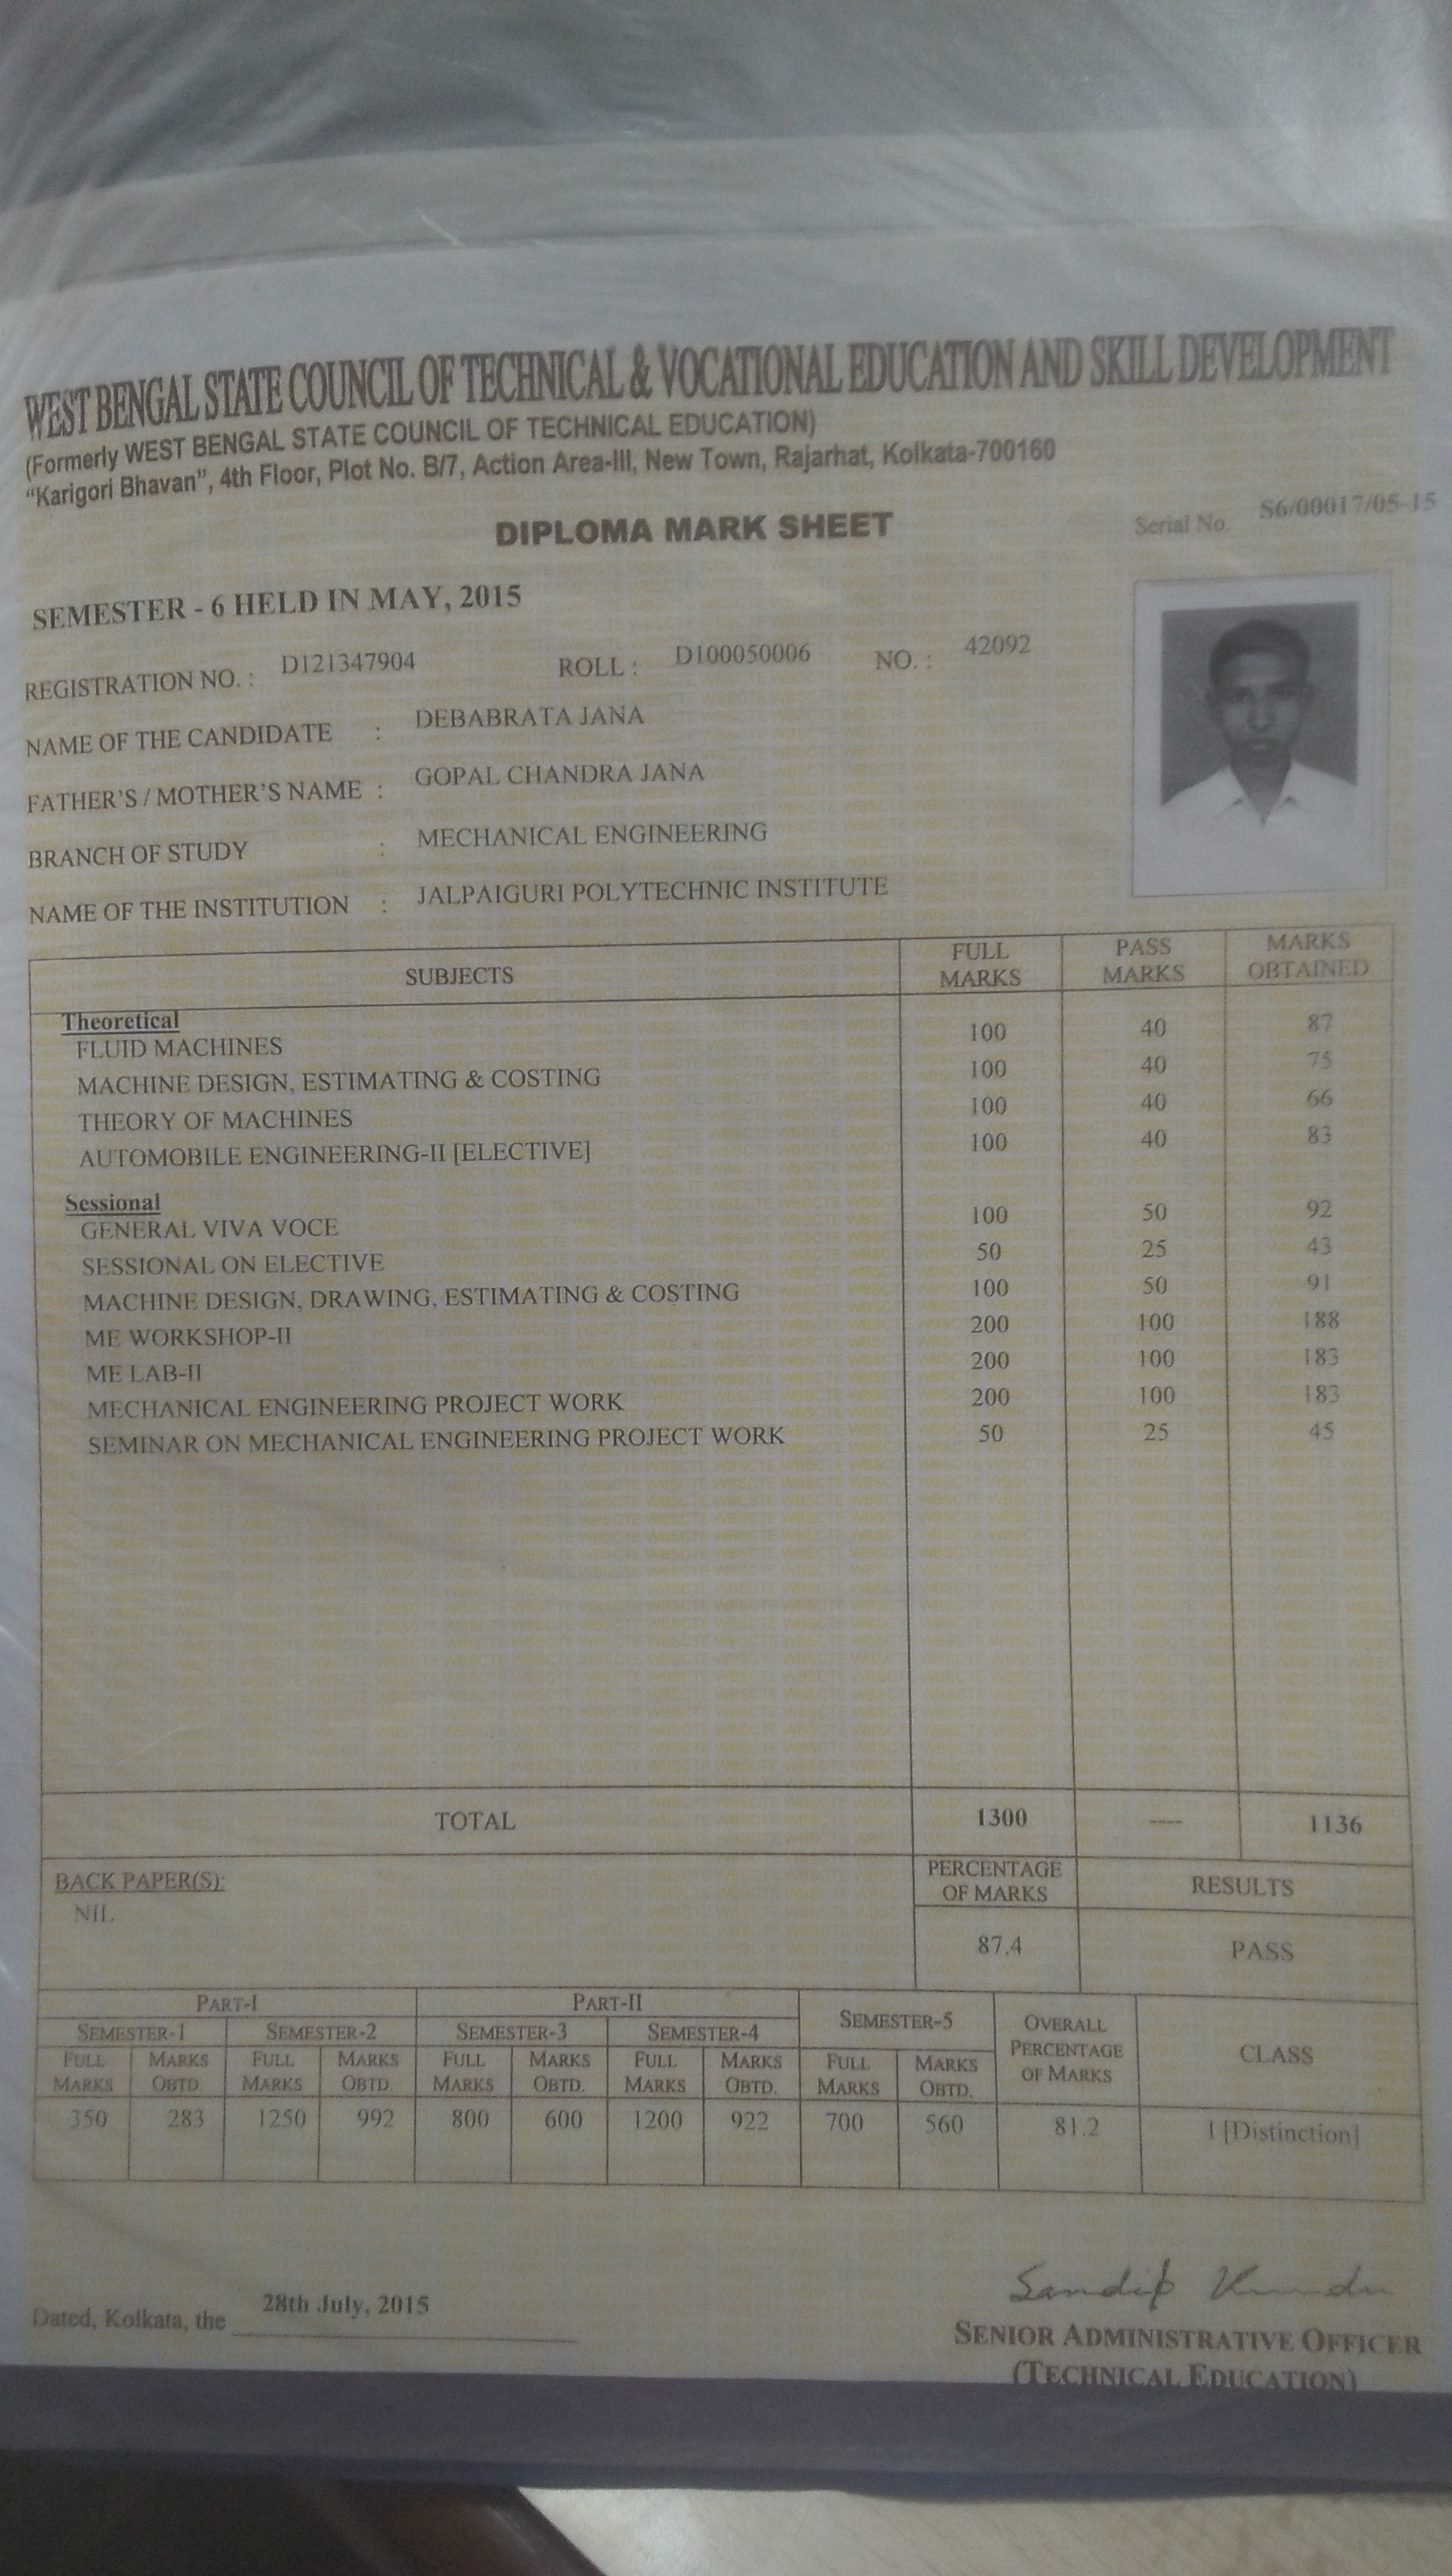 WEST BENGAL STATE COUNCIL OF TECHNICAL & VOCATIONAL EDUCATION AND SKILL DEVELOPMENT
(Formerly WEST BENGAL STATE COUNCIL OF TECHNICAL EDUCATION)
"Karigori Bhavan", 4th Floor, Plot No. B/7, Action Area-III, New Town, Rajarhat, Kolkata-700160
DIPLOMA MARK SHEET
Serial No. S6/00017/05-15
SEMESTER - 6 HELD IN MAY, 2015
REGISTRATION NO. : D121347904 ROLL : D100050006 NO. : 42092
NAME OF THE CANDIDATE : DEBABRATA JANA
FATHER'S / MOTHER'S NAME : GOPAL CHANDRA JANA
BRANCH OF STUDY : MECHANICAL ENGINEERING
NAME OF THE INSTITUTION : JALPAIGURI POLYTECHNIC INSTITUTE
SUBJECTS FULL MARKS PASS MARKS MARKS OBTAINED
Theoretical
FLUID MACHINES 100 40 87
MACHINE DESIGN, ESTIMATING & COSTING 100 40 75
THEORY OF MACHINES 100 40 66
AUTOMOBILE ENGINEERING-II [ELECTIVE] 100 40 83
Sessional
GENERAL VIVA VOCE 100 50 92
SESSIONAL ON ELECTIVE 50 25 43
MACHINE DESIGN, DRAWING, ESTIMATING & COSTING 100 50 91
ME WORKSHOP-II 200 100 188
ME LAB-II 200 100 183
MECHANICAL ENGINEERING PROJECT WORK 200 100 183
SEMINAR ON MECHANICAL ENGINEERING PROJECT WORK 50 25 45
TOTAL 1300 ---- 1136
BACK PAPER(S): PERCENTAGE OF MARKS RESULTS
NIL 87.4 PASS
PART-I PART-II SEMESTER-5 OVERALL PERCENTAGE OF MARKS CLASS
SEMESTER-1 SEMESTER-2 SEMESTER-3 SEMESTER-4
FULL MARKS MARKS OBTD. FULL MARKS MARKS OBTD. FULL MARKS MARKS OBTD. FULL MARKS MARKS OBTD. FULL MARKS MARKS OBTD.
350 283 1250 992 800 600 1200 922 700 560 81.2 I [Distinction]
Dated, Kolkata, the 28th July, 2015
Sandip Kundu
SENIOR ADMINISTRATIVE OFFICER
(TECHNICAL EDUCATION)